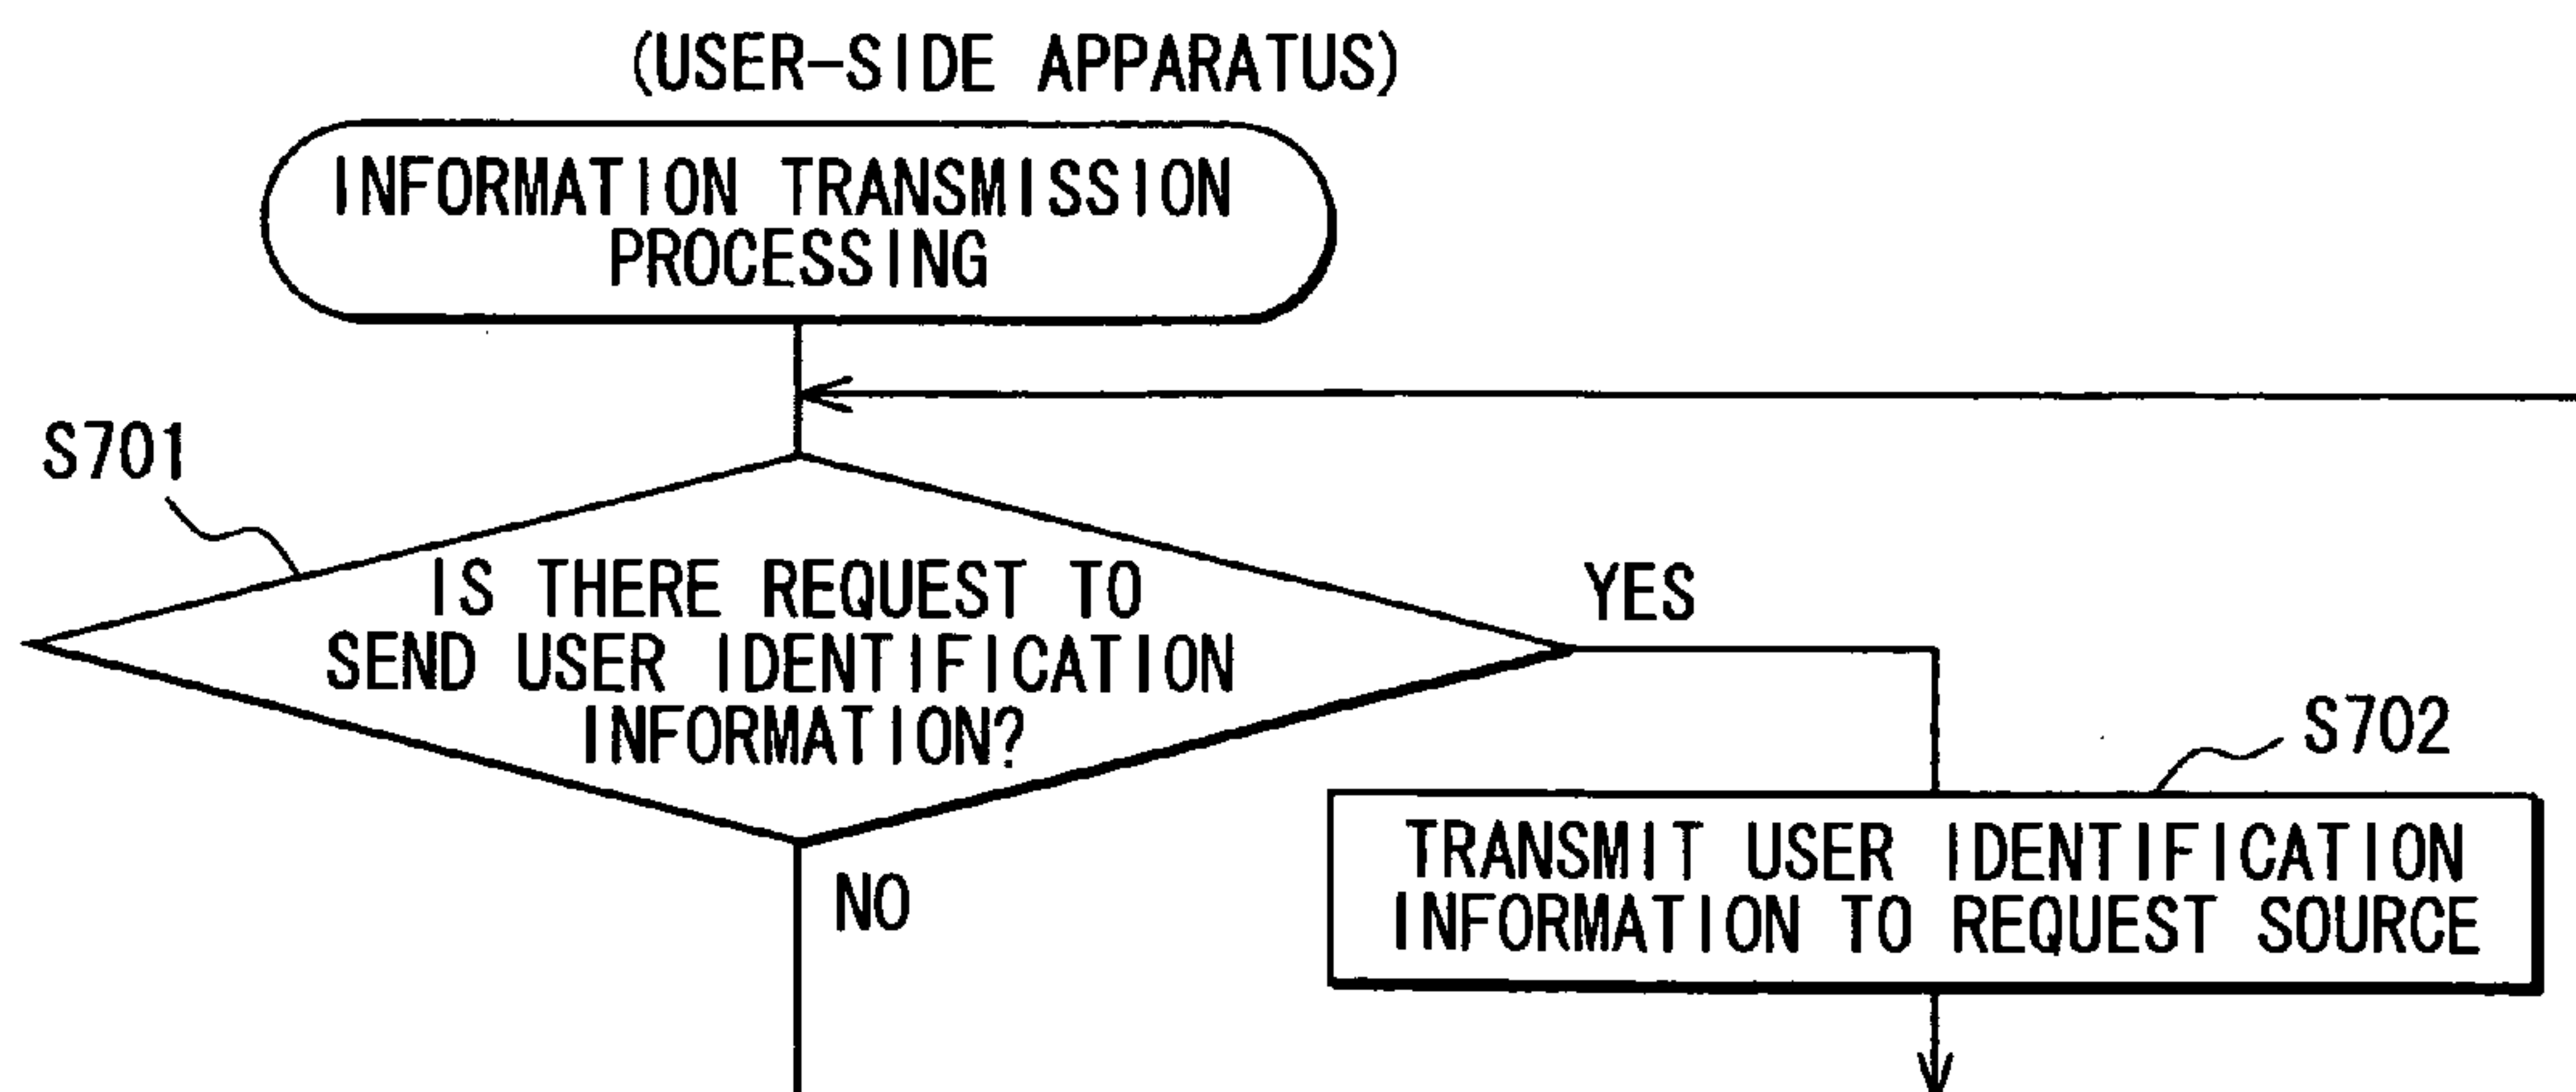 (USER-SIDE APPARATUS)
INFORMATION TRANSMISSION
PROCESSING
S701
IS THERE REQUEST TO
SEND USER IDENTIFICATION
INFORMATION?
YES
S702
TRANSMIT USER IDENTIFICATION
INFORMATION TO REQUEST SOURCE
NO